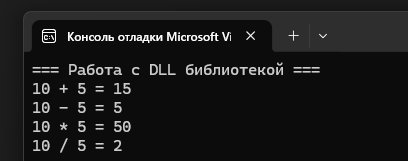 Консоль отладки Microsoft Vi
=== Работа с DLL библиотекой ===
10 + 5 = 15
10 - 5 = 5
10 * 5 = 50
10 / 5 = 2